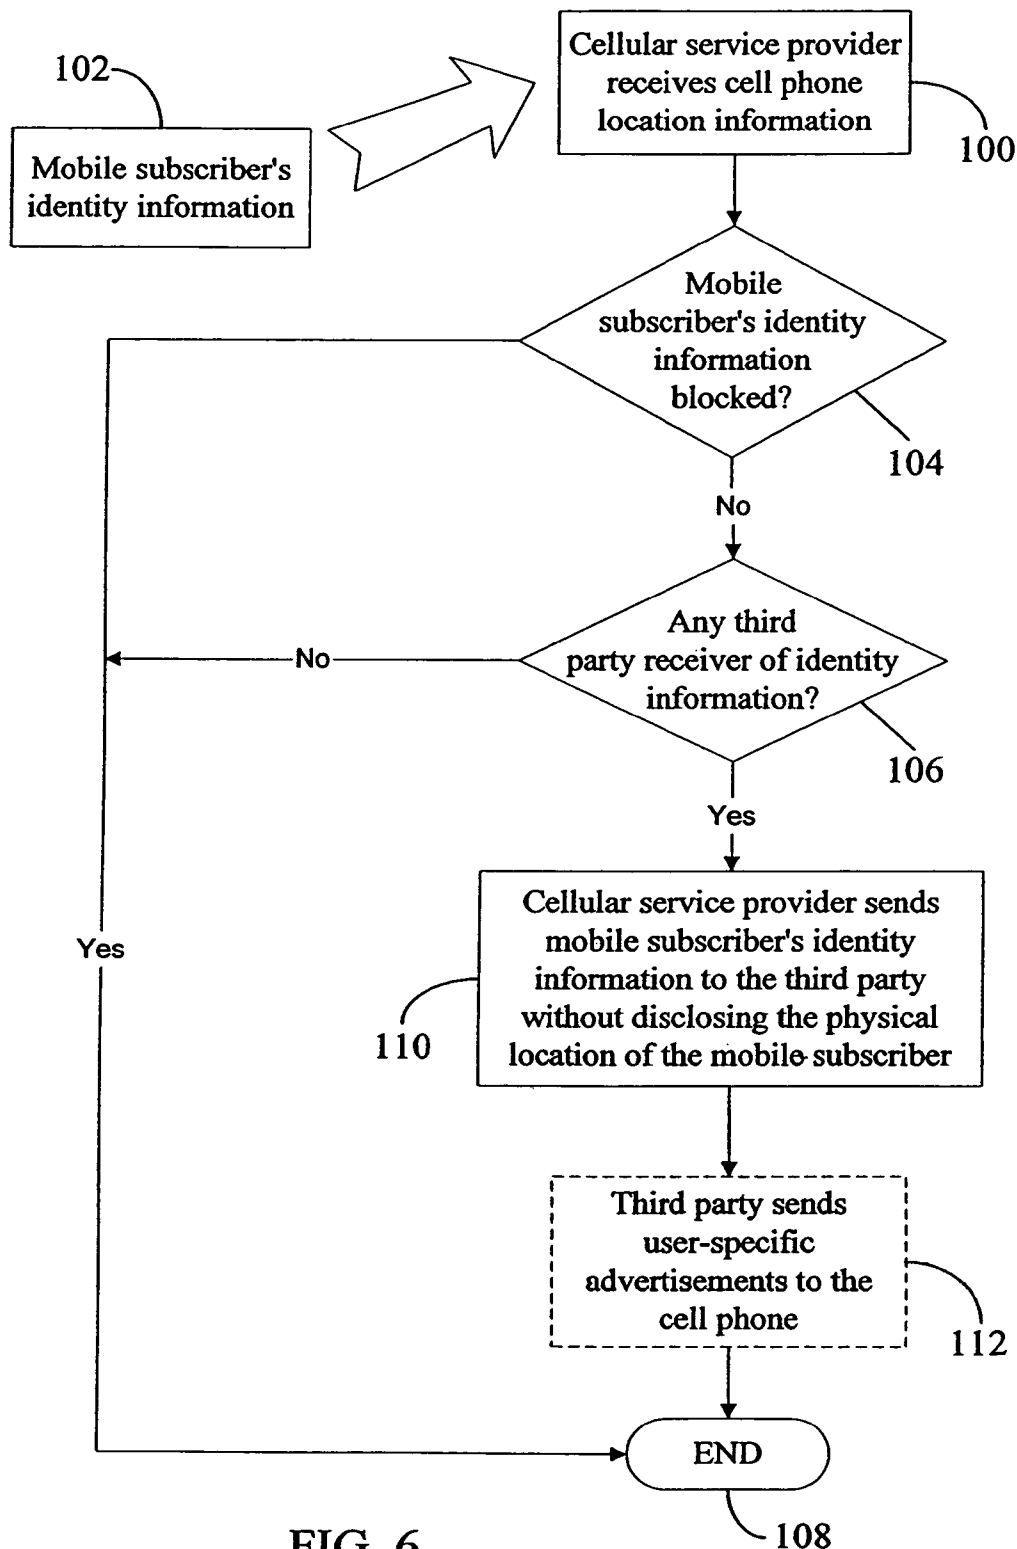 Cellular service provider
receives cell phone
location information
100
102
Mobile subscriber's
identity information
Mobile
subscriber's identity
information
blocked?
104
No
Any third
party receiver of identity
information?
106
No
Yes
Cellular service provider sends
mobile subscriber's identity
information to the third party
without disclosing the physical
location of the mobile subscriber
110
Yes
Third party sends
user-specific
advertisements to the
cell phone
112
END
108
FIG. 6